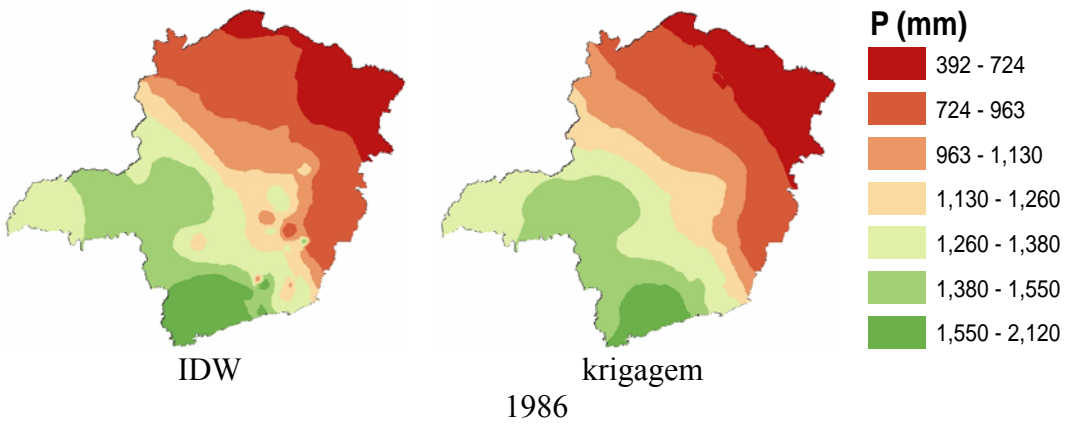 P (mm)
392 - 724
724 - 963
963 - 1,130
1,130 - 1,260
1,260 - 1,380
1,380 - 1,550
1,550 - 2,120
IDW
krigagem
1986